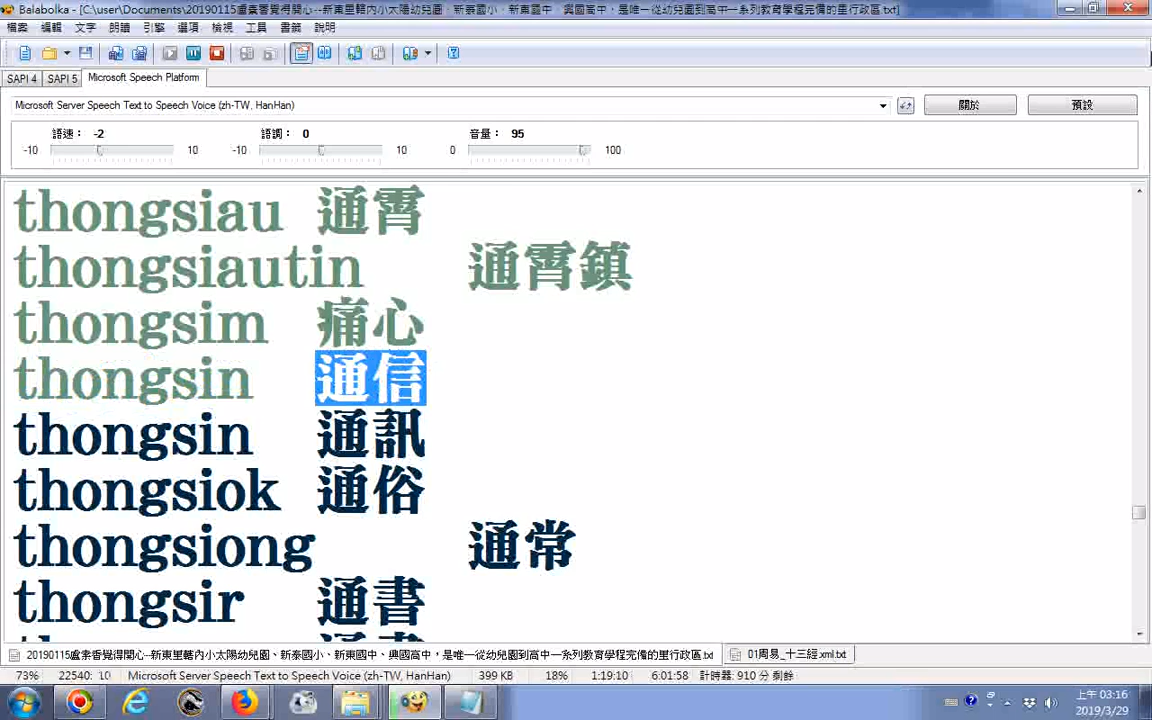 Balabolka - [C:\user\Documents\20190115盧素香覺得開心--新東里轄內小太陽幼兒園、新泰國小、新東國中、興國高中，是唯一從幼兒園到高中一系列教育學程完備的里行政區.txt]
檔案 編輯 文字 朗讀 引擎 選項 檢視 工具 書籤 說明
SAPI 4 SAPI 5 Microsoft Speech Platform
Microsoft Server Speech Text to Speech Voice (zh-TW, HanHan) 關於 預設
語速： -2 語調： 0 音量： 95
-10 10 -10 10 0 100
thongsiau 通霄
thongsiautin 通霄鎮
thongsim 痛心
thongsin 通信
thongsin 通訊
thongsiok 通俗
thongsiong 通常
thongsir 通書
20190115盧素香覺得開心--新東里轄內小太陽幼兒園、新泰國小、新東國中、興國高中，是唯一從幼兒園到高中一系列教育學程完備的里行政區.txt 01周易_十三經.xml.txt
73% 22540: 10 Microsoft Server Speech Text to Speech Voice (zh-TW, HanHan) 399 KB 18% 1:19:10 6:01:58 計時器: 910 分 剩餘
上午 03:16
2019/3/29